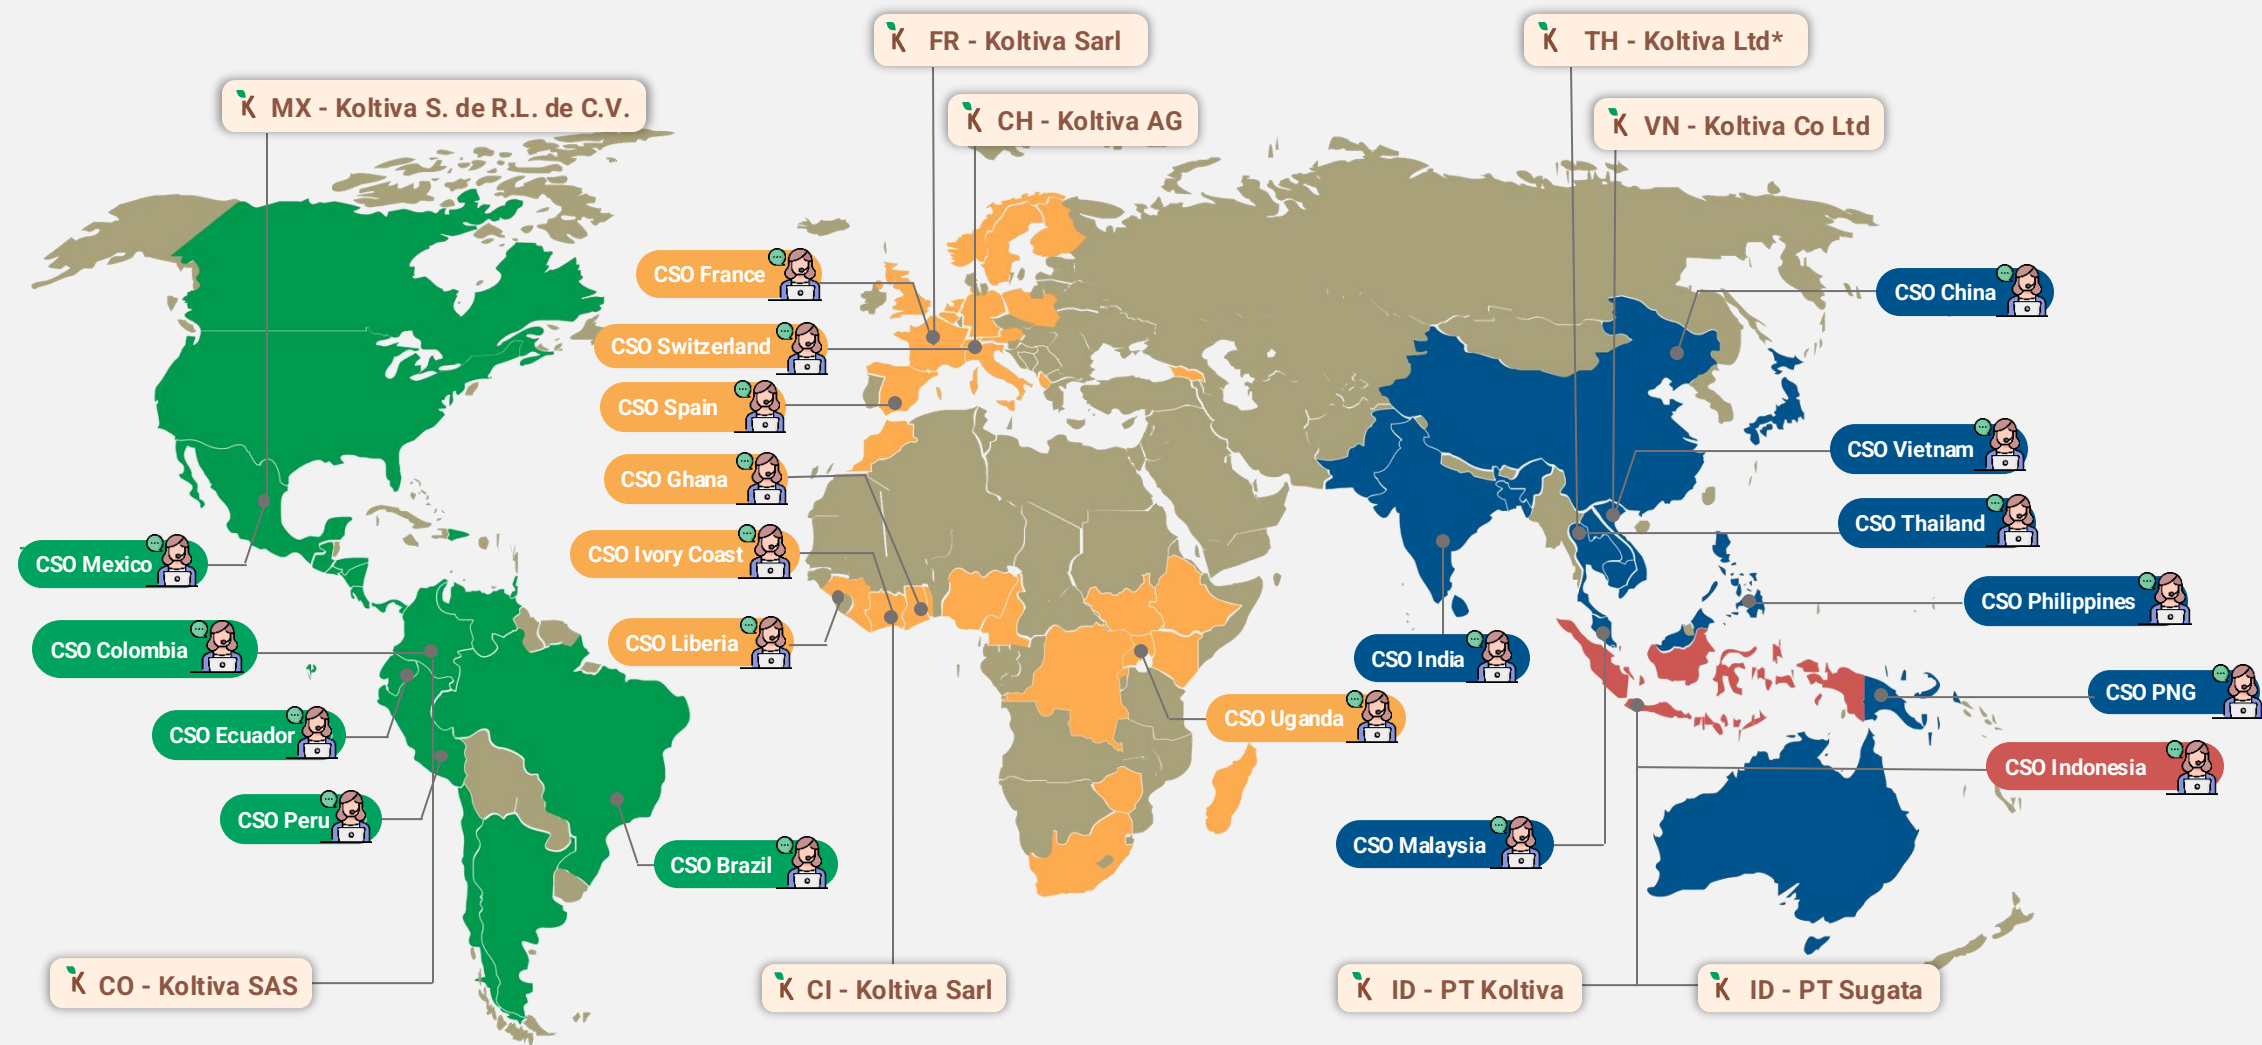 FR - Koltiva Sarl
TH - Koltiva Ltd*
MX - Koltiva S. de R.L. de C.V.
CH - Koltiva AG
VN - Koltiva Co Ltd
CSO France
CSO China
CSO Switzerland
CSO Spain
CSO Vietnam
CSO Ghana
CSO Thailand
CSO Mexico
CSO Ivory Coast
CSO Philippines
CSO Colombia
CSO Liberia
CSO India
CSO PNG
CSO Ecuador
CSO Uganda
CSO Indonesia
CSO Peru
CSO Brazil
CSO Malaysia
CO - Koltiva SAS
CI - Koltiva Sarl
ID - PT Koltiva
ID - PT Sugata